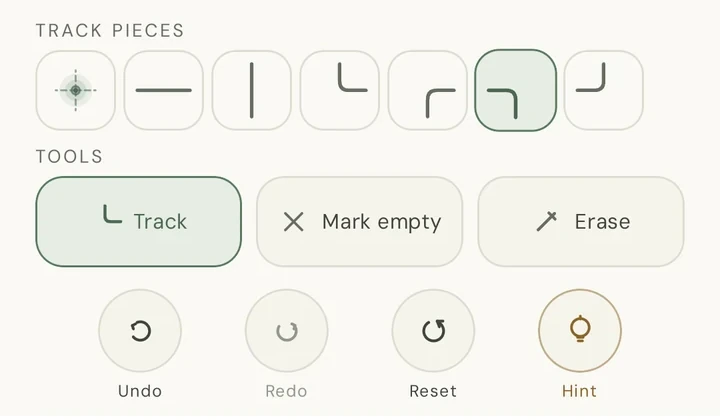 TRACK PIECES
TOOLS
Track
Mark empty
Erase
Undo
Redo
Reset
Hint